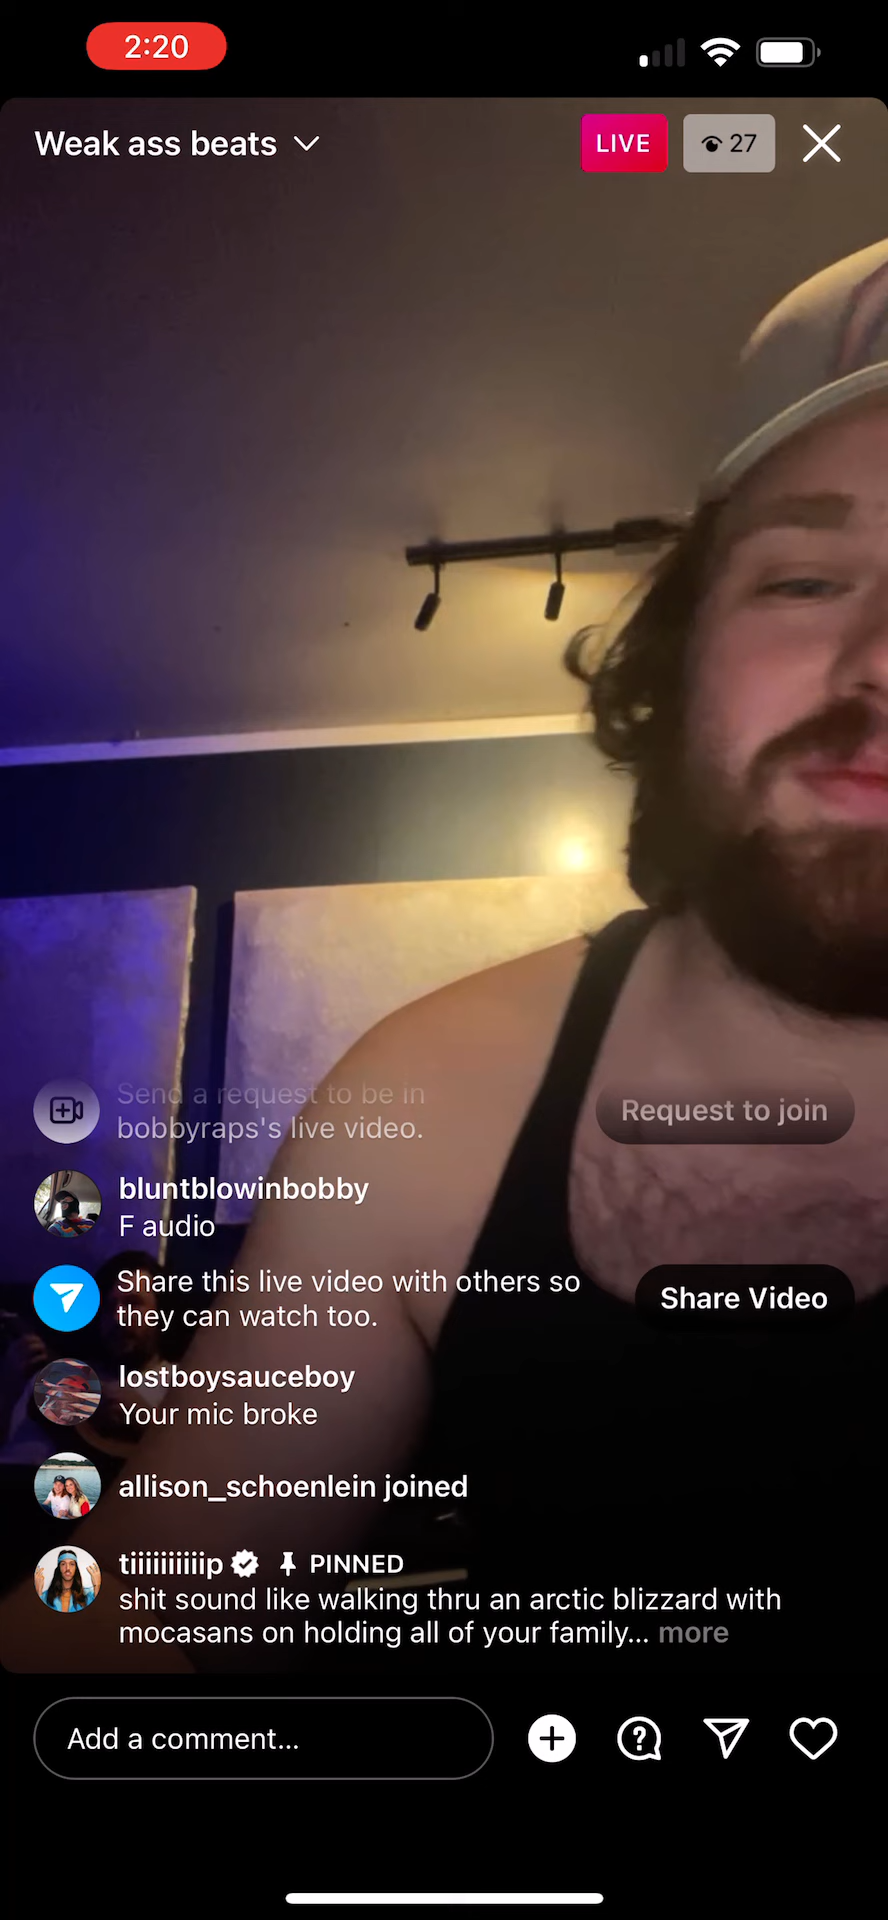 2:20
Weak ass beats
LIVE
27
Send a request to be in
bobbyraps's live video.
Request to join
bluntblowinbobby
F audio
Share this live video with others so
they can watch too.
Share Video
lostboysauceboy
Your mic broke
allison_schoenlein joined
tiiiiiiiiiip PINNED
shit sound like walking thru an arctic blizzard with
mocasans on holding all of your family... more
Add a comment...